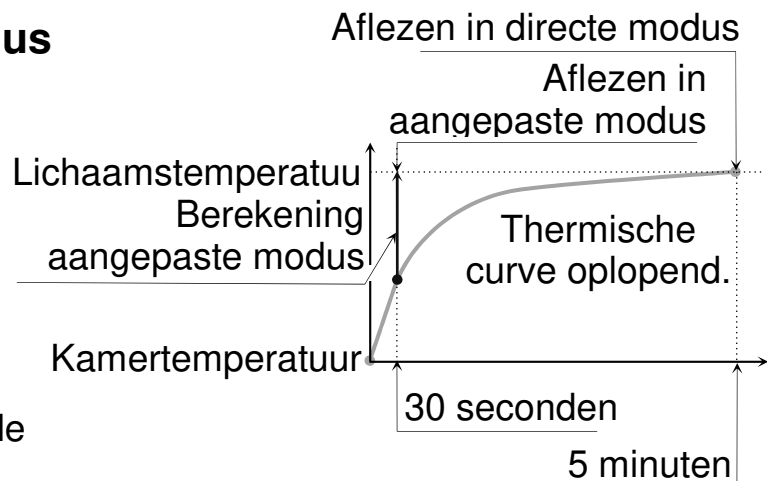 us
Aflezen in directe modus
Aflezen in
aangepaste modus
Lichaamstemperatuu
Berekening
aangepaste modus
Thermische
curve oplopend.
Kamertemperatuur
30 seconden
le
5 minuten